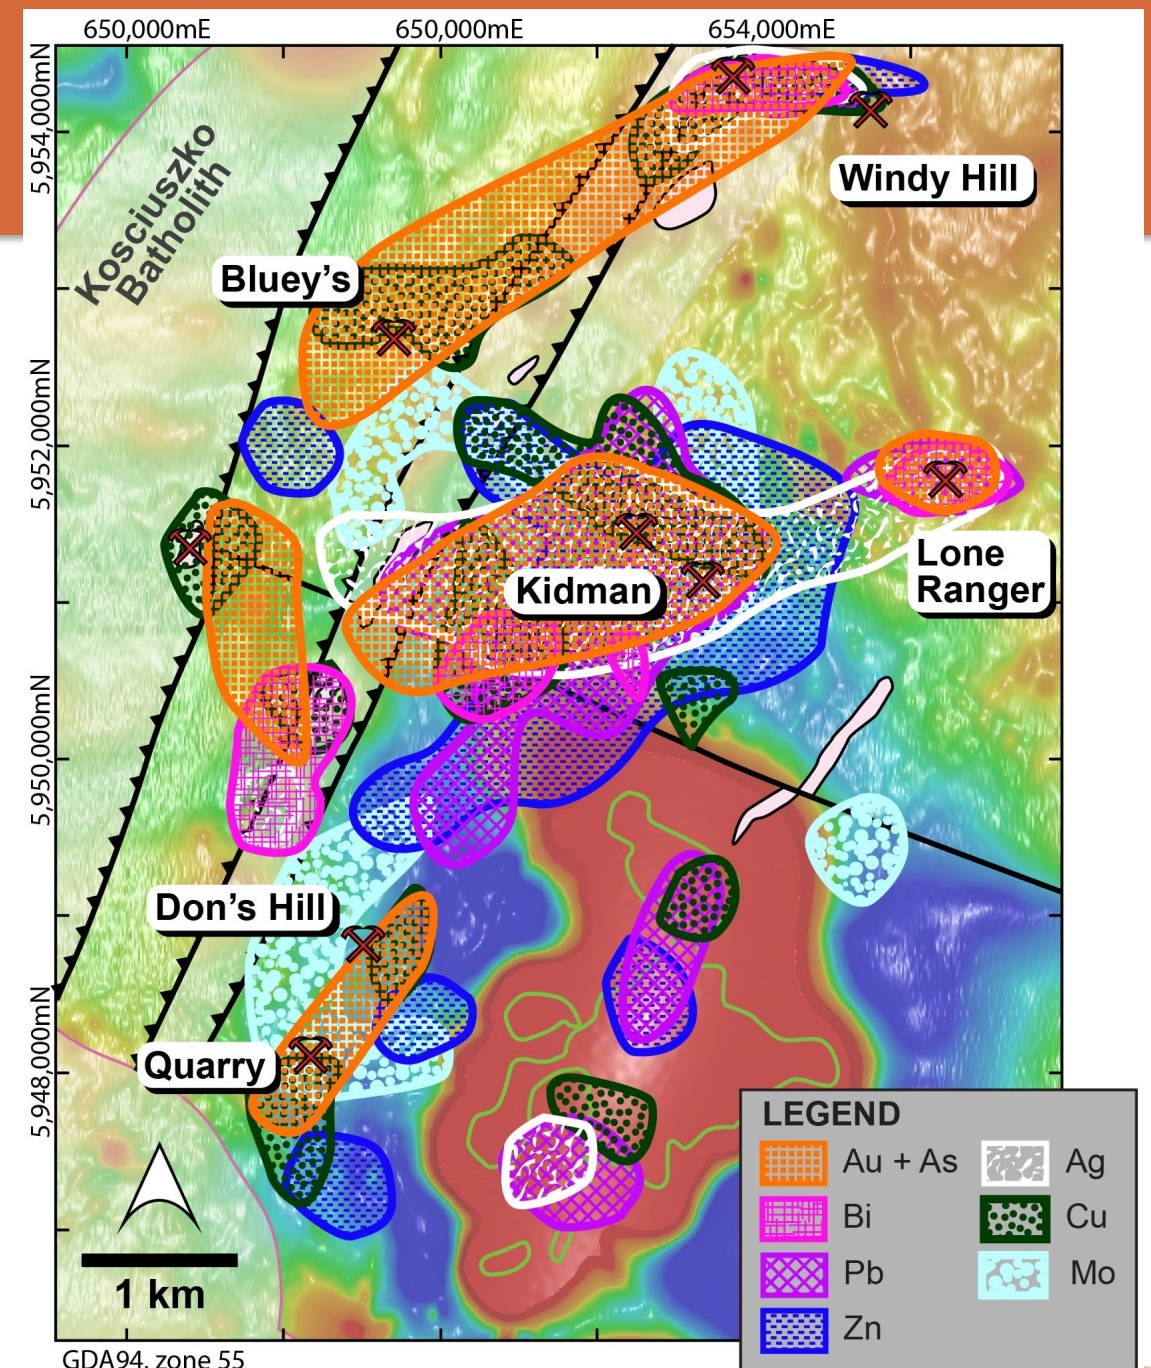 650,000mE 650,000mE 654,000mE
5,954,000mN
Kosciuszko
Batholith
Windy Hill
Bluey's
5,952,000mN
Lone
Ranger
Kidman
5,950,000mN
Don's Hill
5,948,000mN
Quarry
LEGEND
Au + As Ag
Bi Cu
Pb Mo
Zn
1 km
GDA94, zone 55